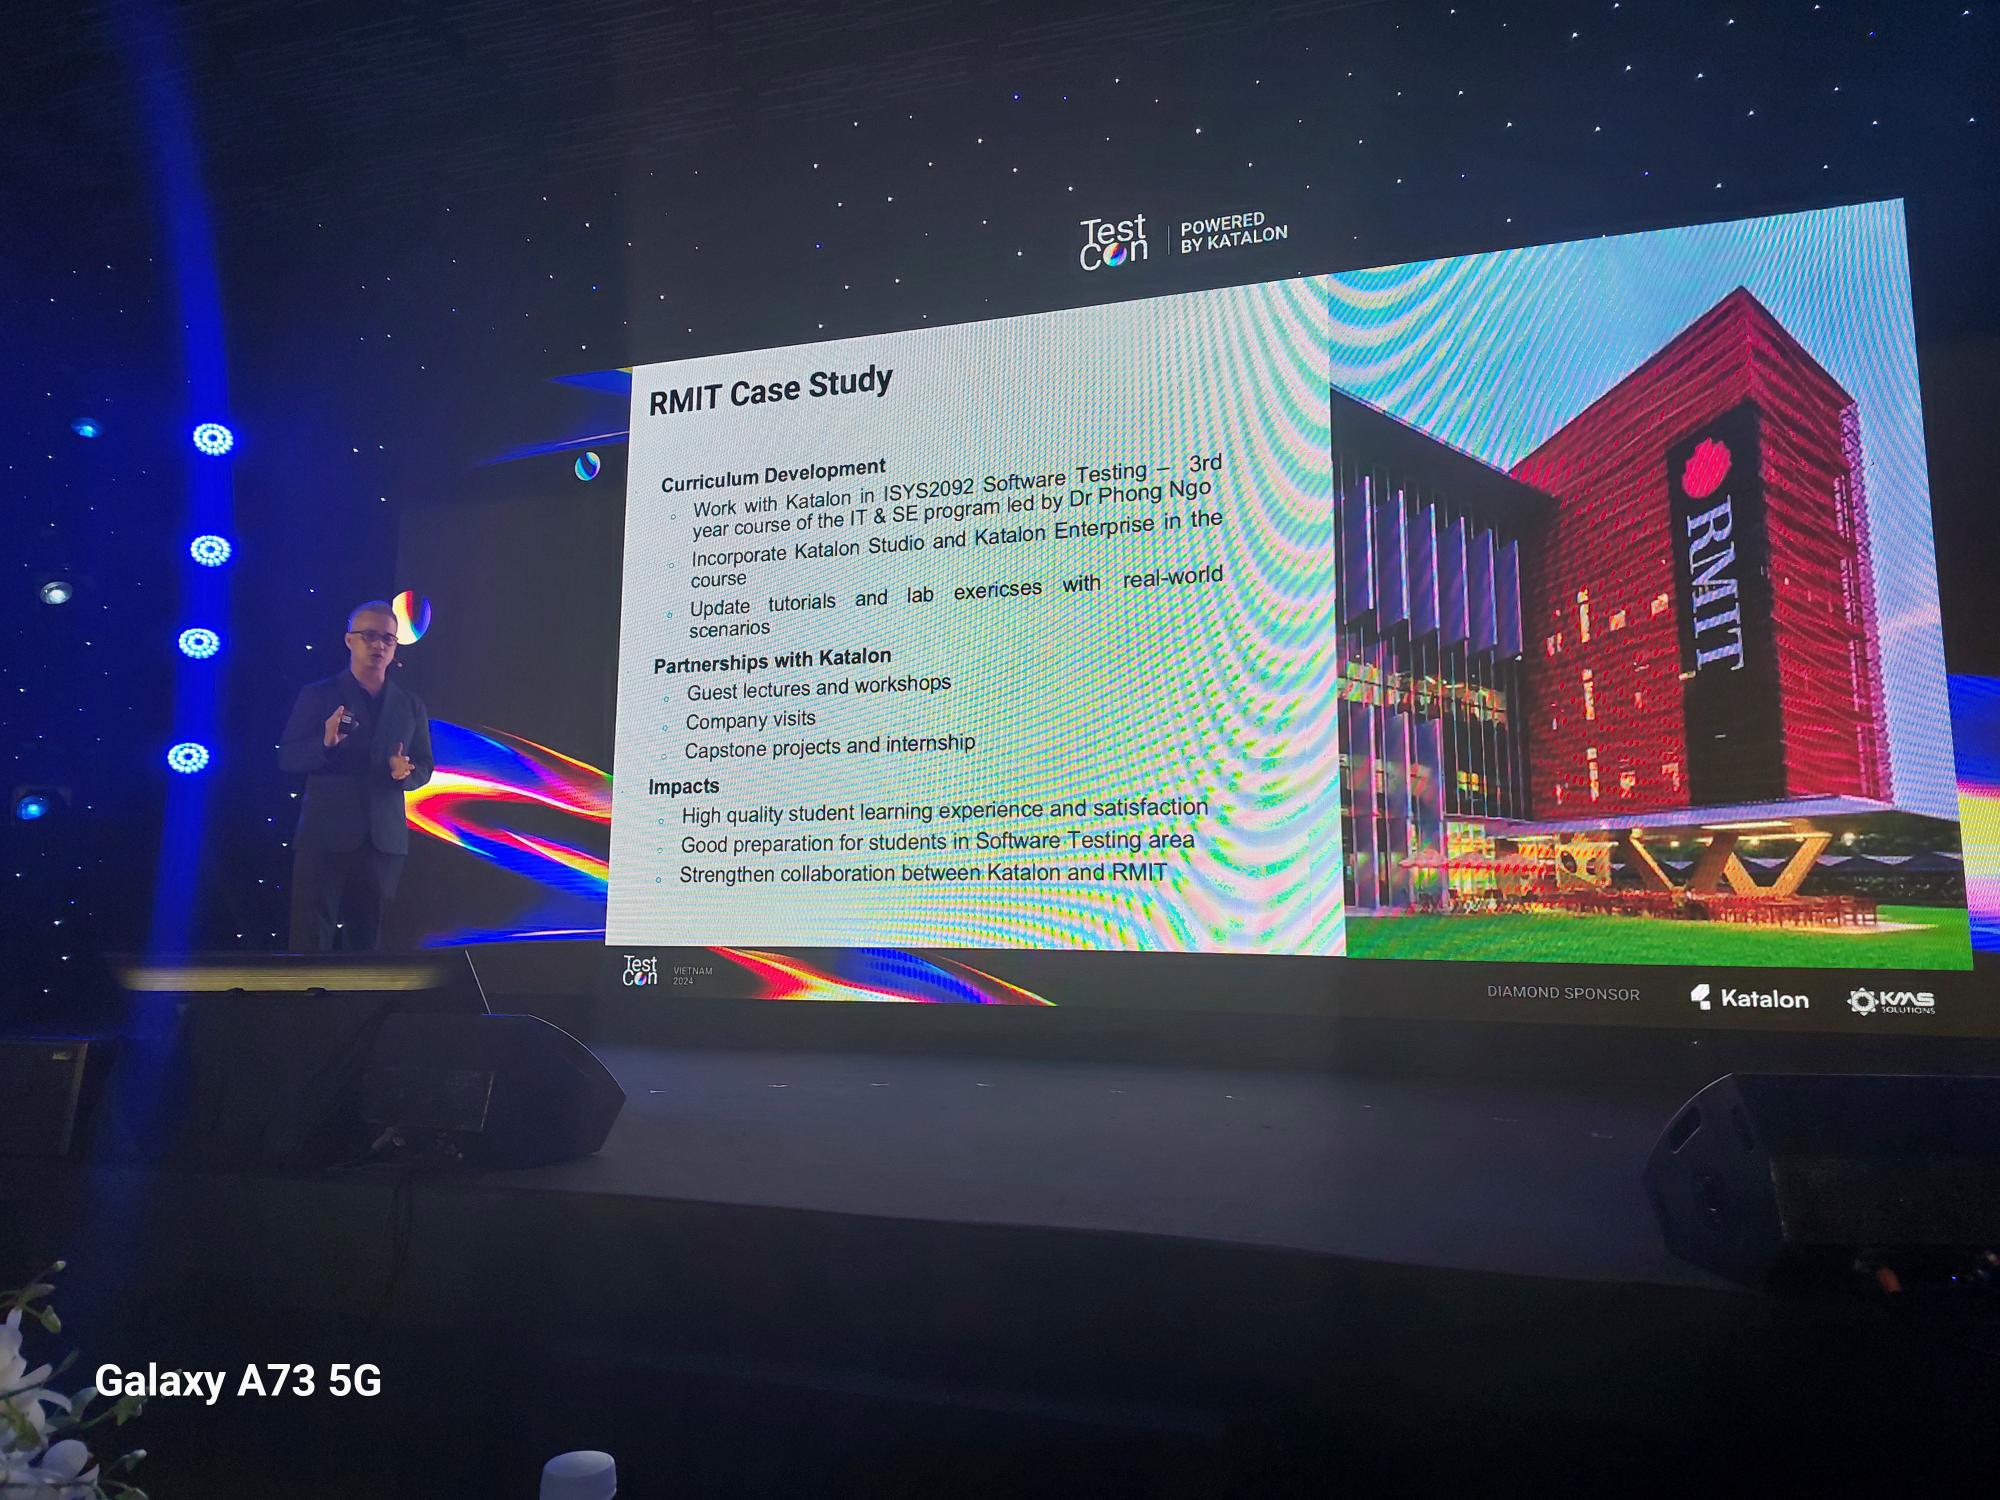 Test
Con
POWERED
BY KATALON
RMIT Case Study
Curriculum Development
Work with Katalon in ISYS2092 Software Testing – 3rd
year course of the IT & SE program led by Dr Phong Ngo
Incorporate Katalon Studio and Katalon Enterprise in the
course
Update tutorials and lab exericses with real-world
scenarios
Partnerships with Katalon
Guest lectures and workshops
Company visits
Capstone projects and internship
Impacts
High quality student learning experience and satisfaction
Good preparation for students in Software Testing area
Strengthen collaboration between Katalon and RMIT
RMIT
Test
Con
VIETNAM
2024
DIAMOND SPONSOR
Katalon
KMS
SOLUTIONS
Galaxy A73 5G